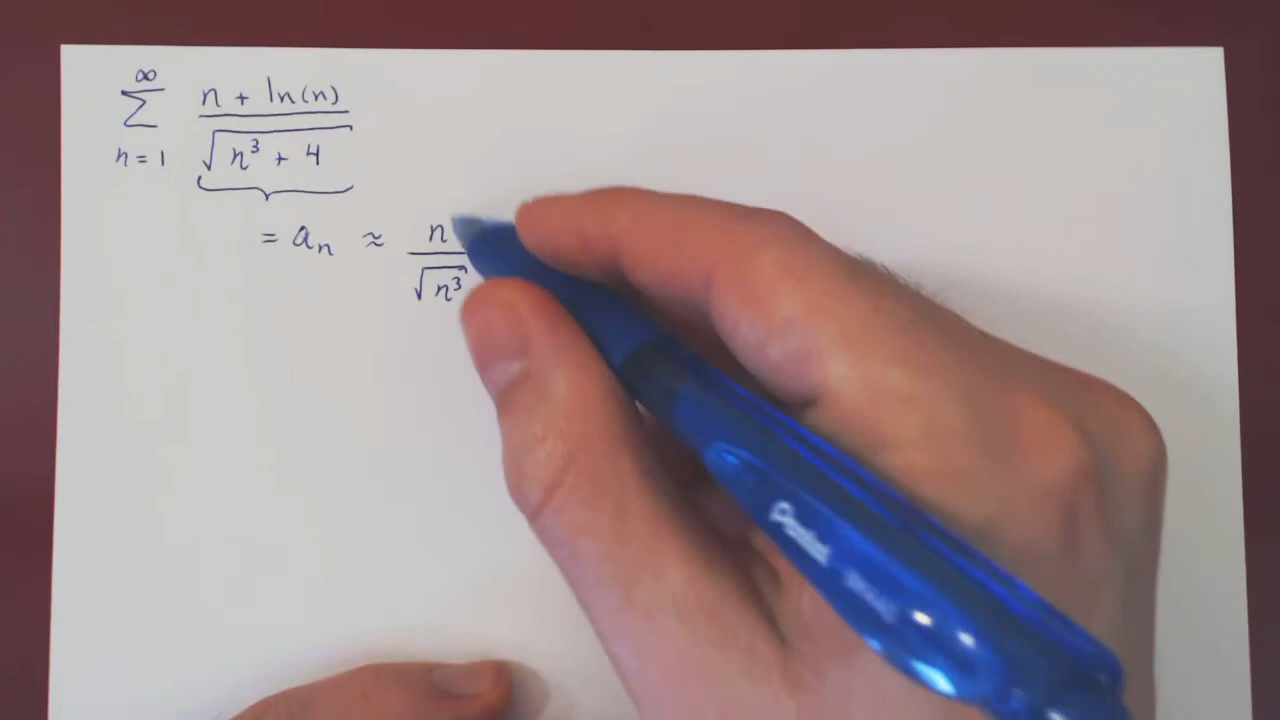 ∞
∑ n + ln(n)
n = 1 √n³ + 4
= aₙ ≈ n
√n³
Pentel